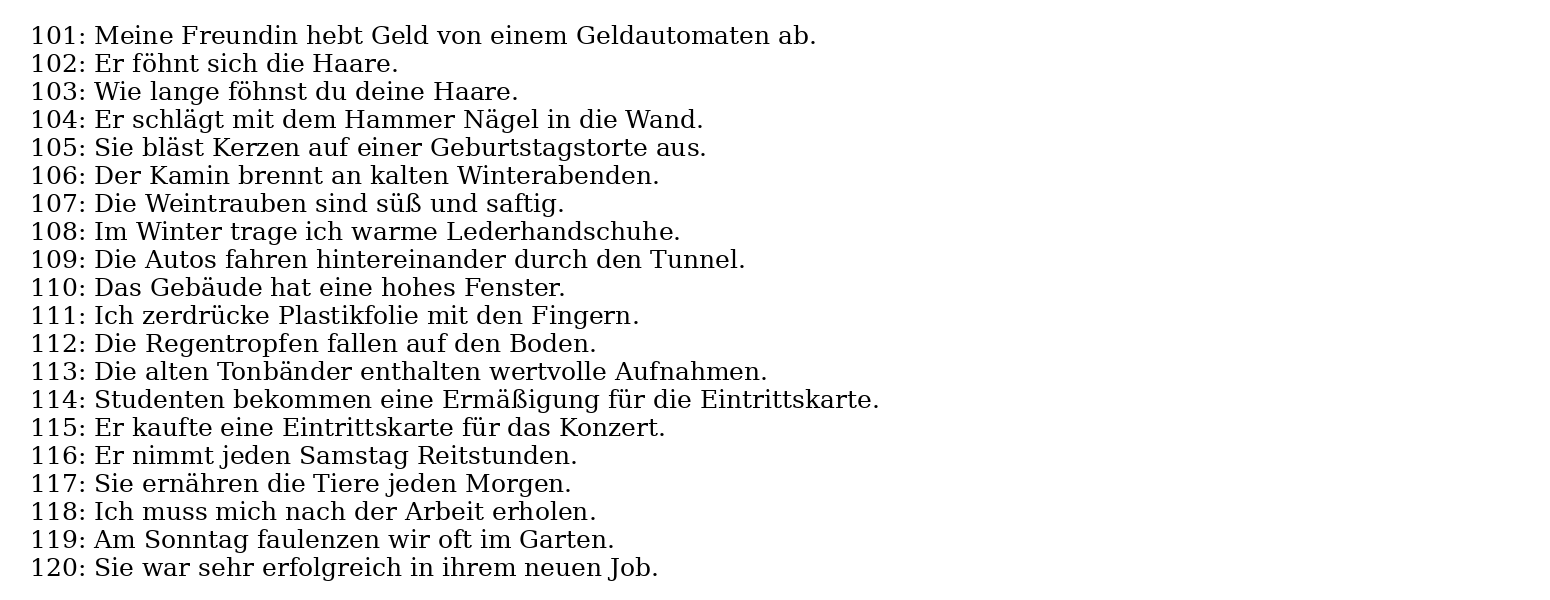 101: Meine Freundin hebt Geld von einem Geldautomaten ab.
102: Er föhnt sich die Haare.
103: Wie lange föhnst du deine Haare.
104: Er schlägt mit dem Hammer Nägel in die Wand.
105: Sie bläst Kerzen auf einer Geburtstagstorte aus.
106: Der Kamin brennt an kalten Winterabenden.
107: Die Weintrauben sind süß und saftig.
108: Im Winter trage ich warme Lederhandschuhe.
109: Die Autos fahren hintereinander durch den Tunnel.
110: Das Gebäude hat eine hohes Fenster.
111: Ich zerdrücke Plastikfolie mit den Fingern.
112: Die Regentropfen fallen auf den Boden.
113: Die alten Tonbänder enthalten wertvolle Aufnahmen.
114: Studenten bekommen eine Ermäßigung für die Eintrittskarte.
115: Er kaufte eine Eintrittskarte für das Konzert.
116: Er nimmt jeden Samstag Reitstunden.
117: Sie ernähren die Tiere jeden Morgen.
118: Ich muss mich nach der Arbeit erholen.
119: Am Sonntag faulenzen wir oft im Garten.
120: Sie war sehr erfolgreich in ihrem neuen Job.